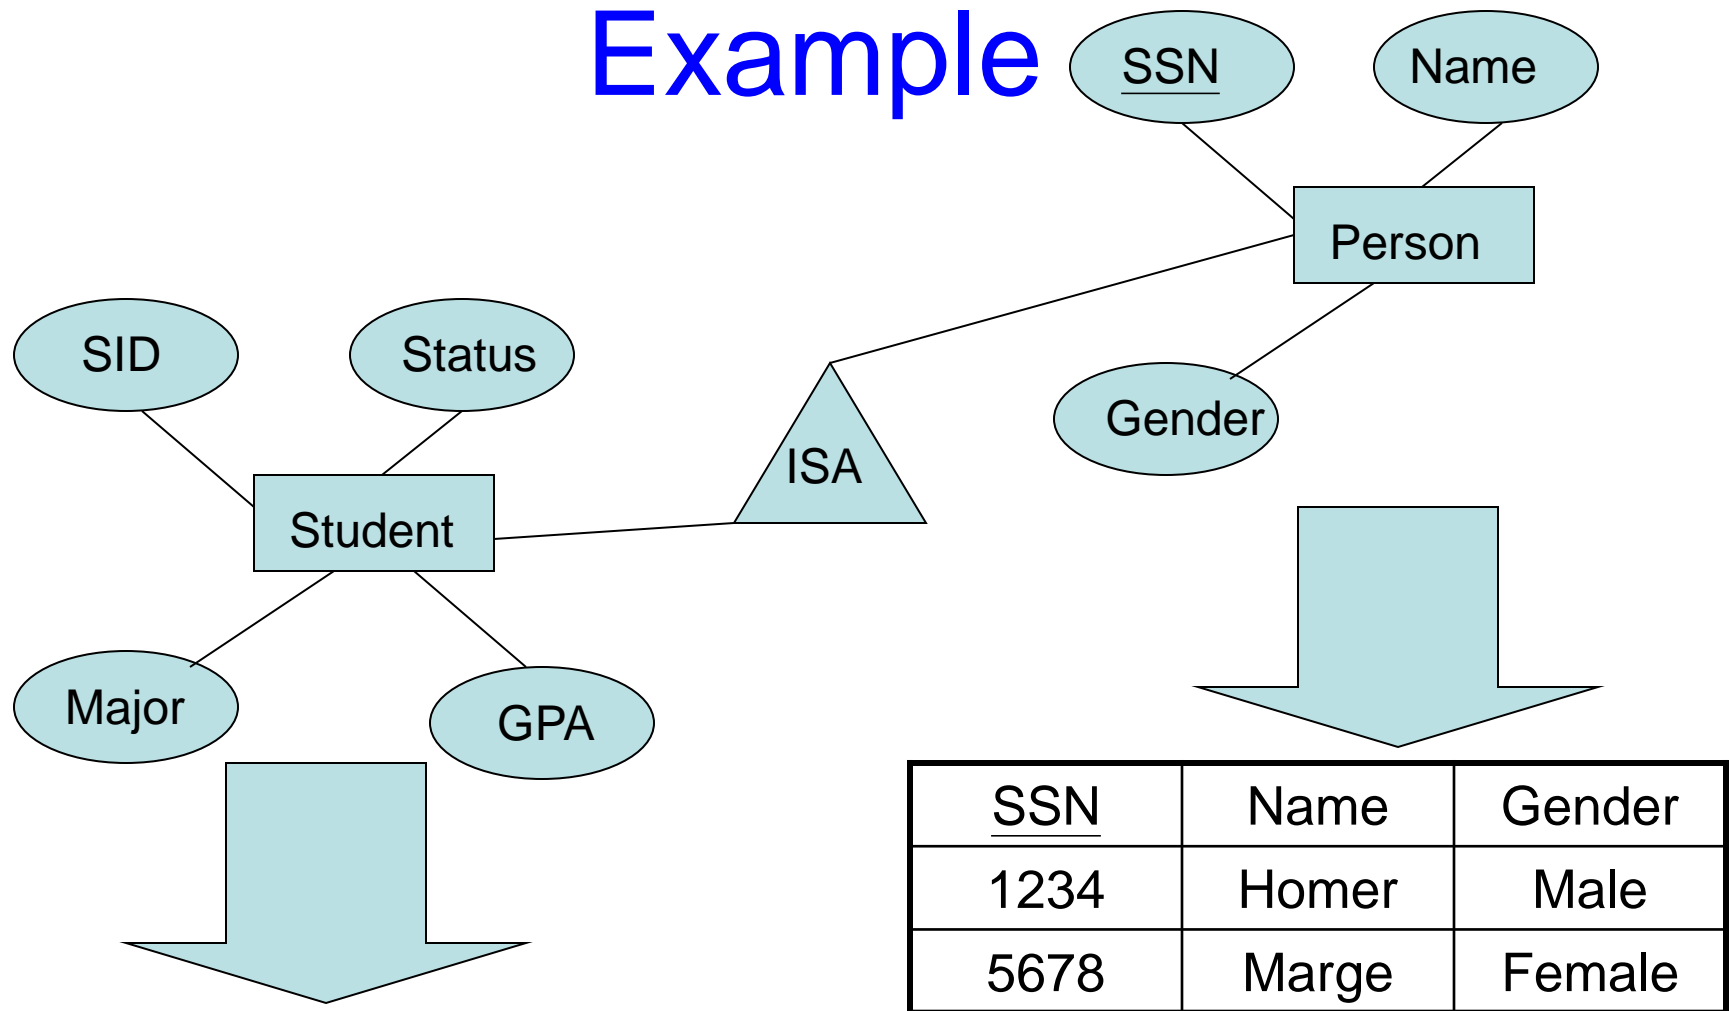 Example
SSN
Name
Person
SID
Status
Gender
ISA
Student
Major
GPA
SSN Name Gender
1234 Homer Male
5678 Marge Female